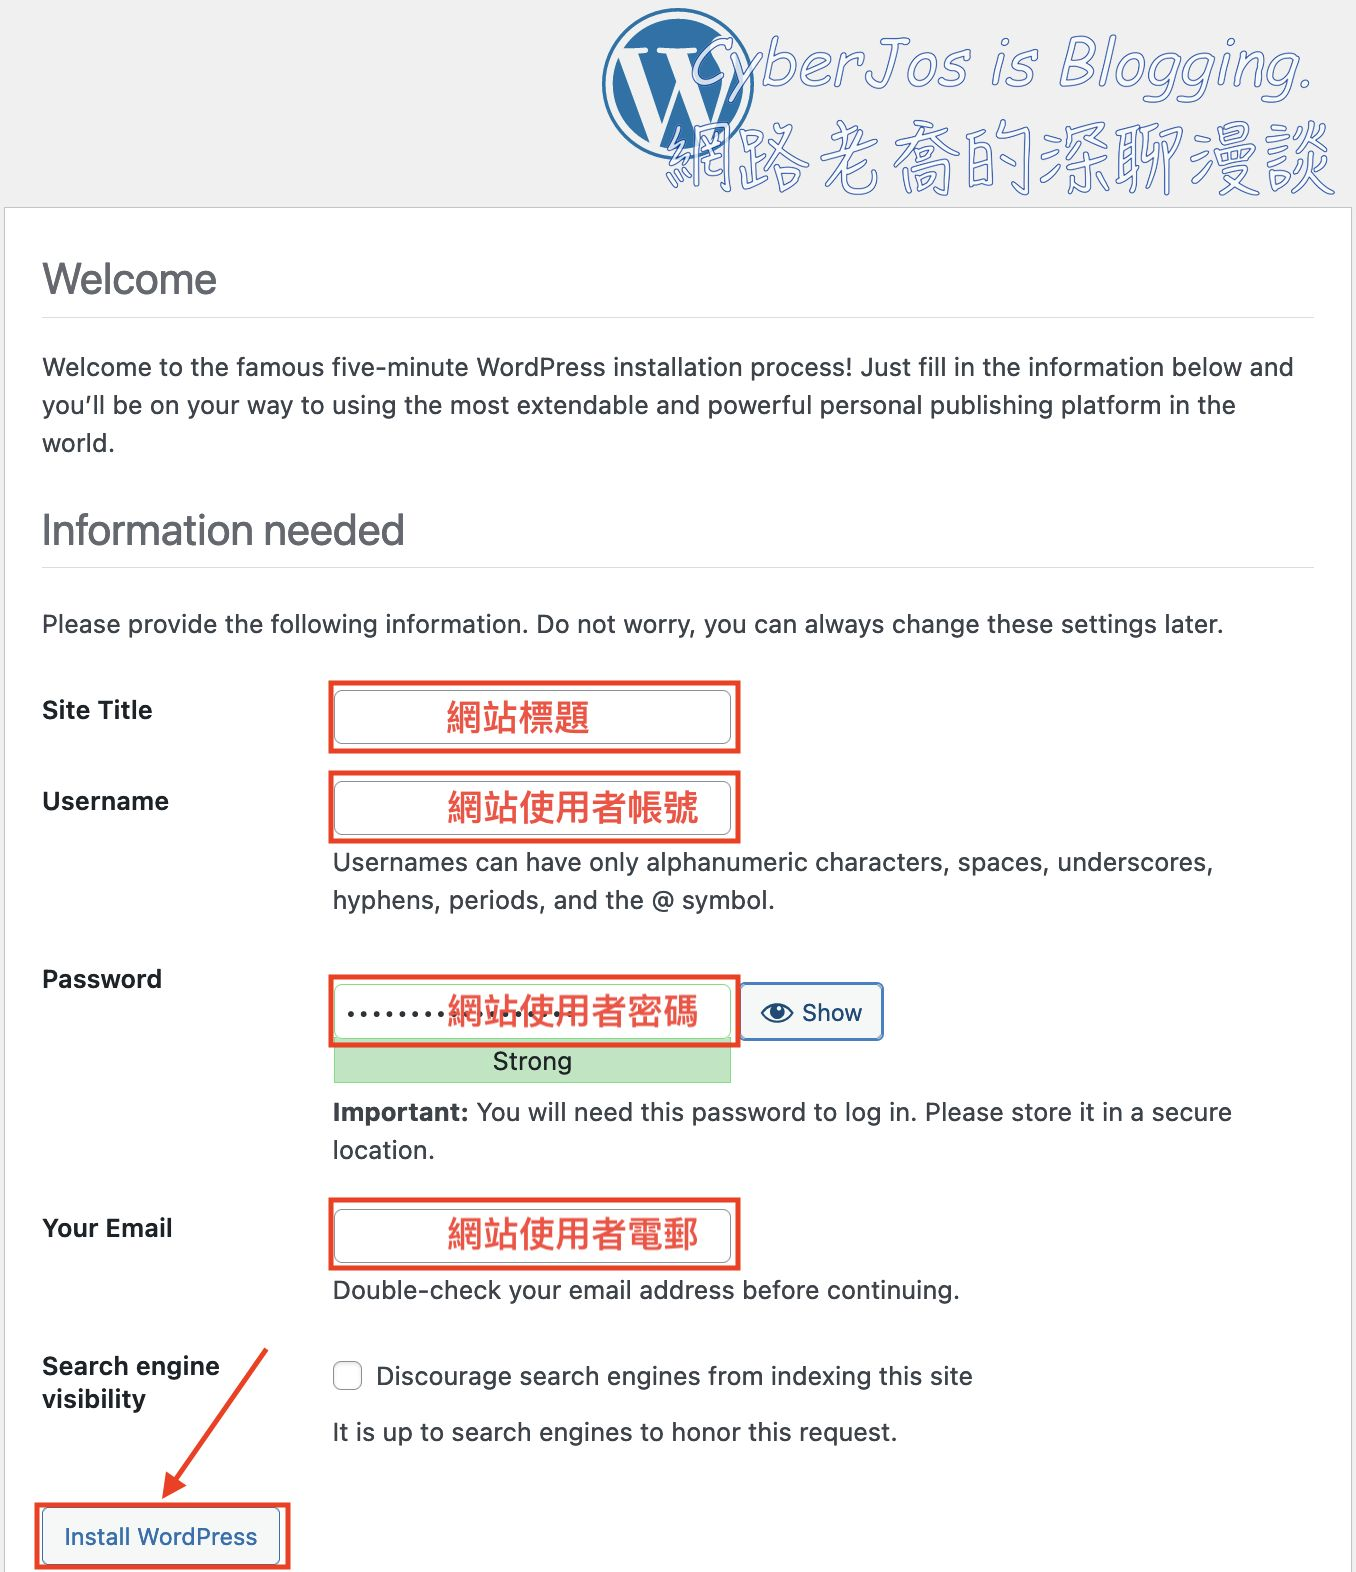 CyberJos is Blogging.
網路老喬的深聊漫談
Welcome
Welcome to the famous five-minute WordPress installation process! Just fill in the information below and
you’ll be on your way to using the most extendable and powerful personal publishing platform in the
world.
Information needed
Please provide the following information. Do not worry, you can always change these settings later.
Site Title
網站標題
Username
網站使用者帳號
Usernames can have only alphanumeric characters, spaces, underscores,
hyphens, periods, and the @ symbol.
Password
網站使用者密碼
Show
Strong
Important: You will need this password to log in. Please store it in a secure
location.
Your Email
網站使用者電郵
Double-check your email address before continuing.
Search engine
visibility
Discourage search engines from indexing this site
It is up to search engines to honor this request.
Install WordPress